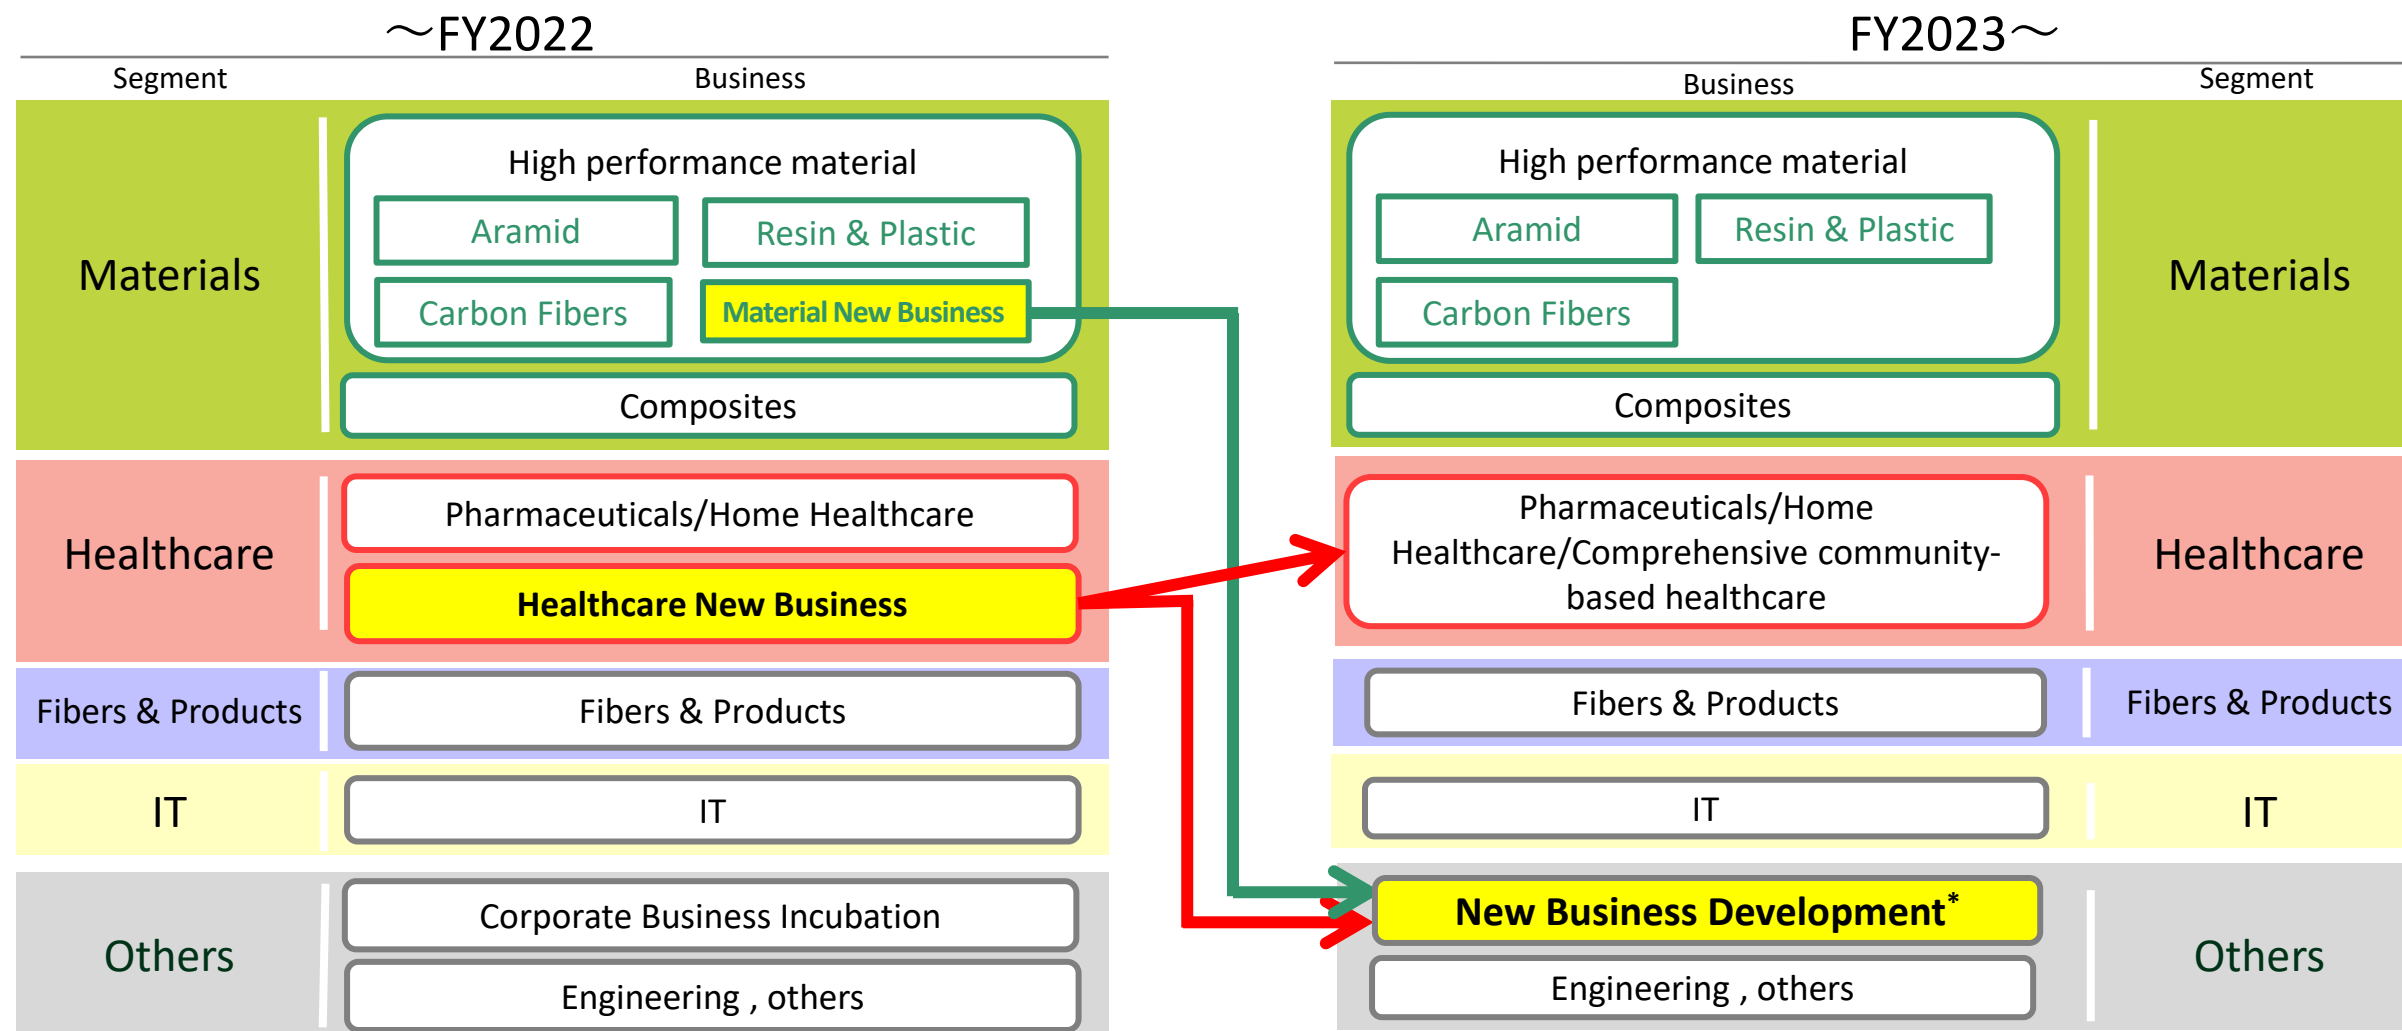 ～FY2022
Segment
Business
Materials
High performance material
Aramid
Resin & Plastic
Carbon Fibers
Material New Business
Composites
Healthcare
Pharmaceuticals/Home Healthcare
Healthcare New Business
Fibers & Products
Fibers & Products
IT
IT
Others
Corporate Business Incubation
Engineering , others
FY2023～
Business
Segment
High performance material
Aramid
Resin & Plastic
Carbon Fibers
Composites
Materials
Pharmaceuticals/Home
Healthcare/Comprehensive community-
based healthcare
Healthcare
Fibers & Products
Fibers & Products
IT
IT
New Business Development*
Engineering , others
Others